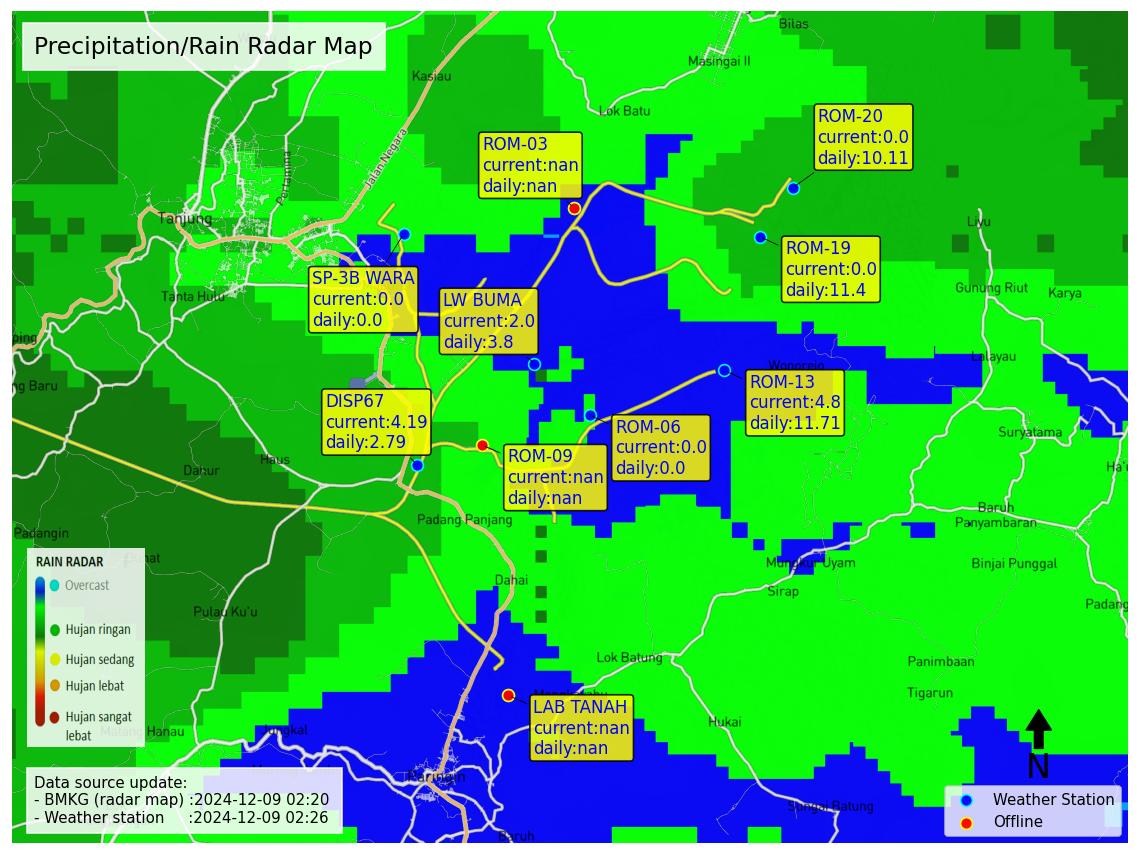 Precipitation/Rain Radar Map
Bilas
Masingai II
Kasiau
Lok Batu
Jalan Negara
Pertamina
ROM-20
current:0.0
daily:10.11
ROM-03
current:nan
daily:nan
Tanjung
Liyu
ROM-19
current:0.0
daily:11.4
SP-3B WARA
current:0.0
daily:0.0
LW BUMA
current:2.0
daily:3.8
Tanta Hulu
Gunung Riut
Karya
ping
Lalayau
Wonorejo
ng Baru
ROM-13
current:4.8
daily:11.71
DISP67
current:4.19
daily:2.79
ROM-06
current:0.0
daily:0.0
Suryatama
ROM-09
current:nan
daily:nan
Haus
Dahur
Ha'u
Baruh
Panyambaran
Padang Panjang
Padangin
Mungkur Uyam
Binjai Punggal
Dahai
Sirap
Padang
Pulau Ku'u
RAIN RADAR
Overcast
Hujan ringan
Hujan sedang
Hujan lebat
Hujan sangat
lebat
Lok Batung
Panimbaan
Tigarun
LAB TANAH
current:nan
daily:nan
Hukai
Manau
Jungkal
N
Paringin
Data source update:
- BMKG (radar map) :2024-12-09 02:20
- Weather station :2024-12-09 02:26
Sungai Batung
Baruh
Weather Station
Offline